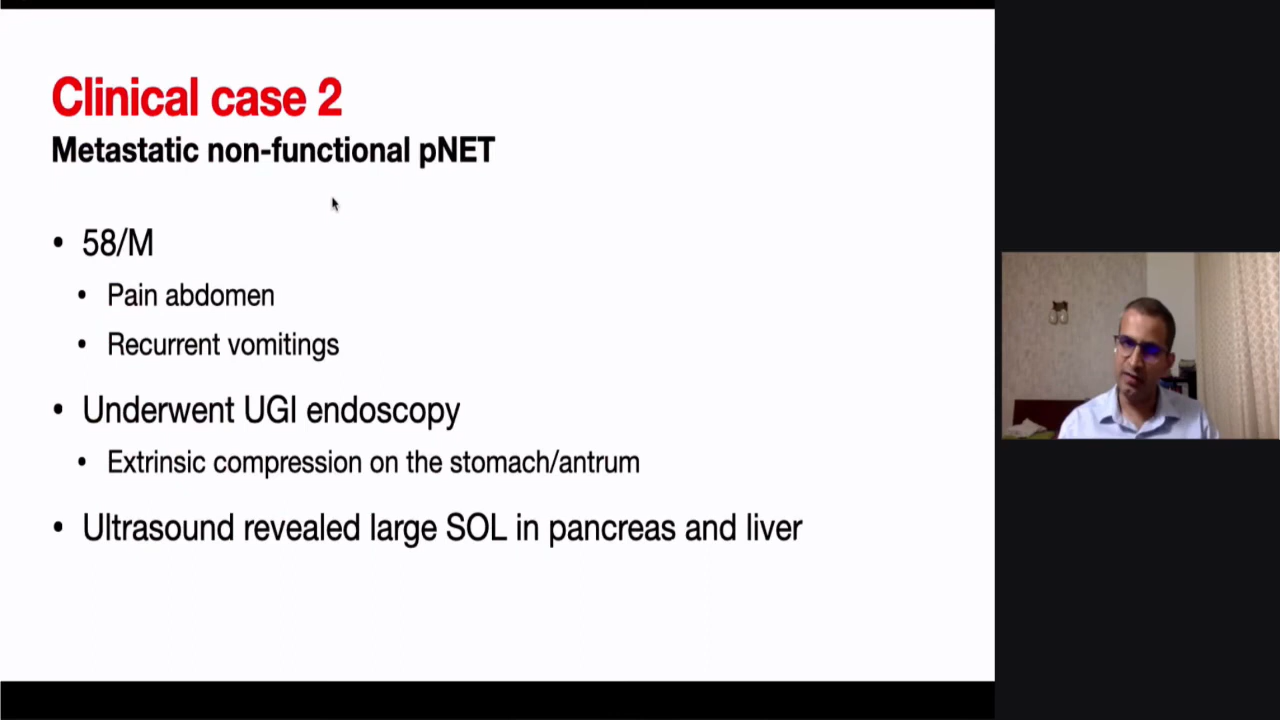 Clinical case 2
Metastatic non-functional pNET
• 58/M
• Pain abdomen
• Recurrent vomitings
• Underwent UGI endoscopy
• Extrinsic compression on the stomach/antrum
• Ultrasound revealed large SOL in pancreas and liver